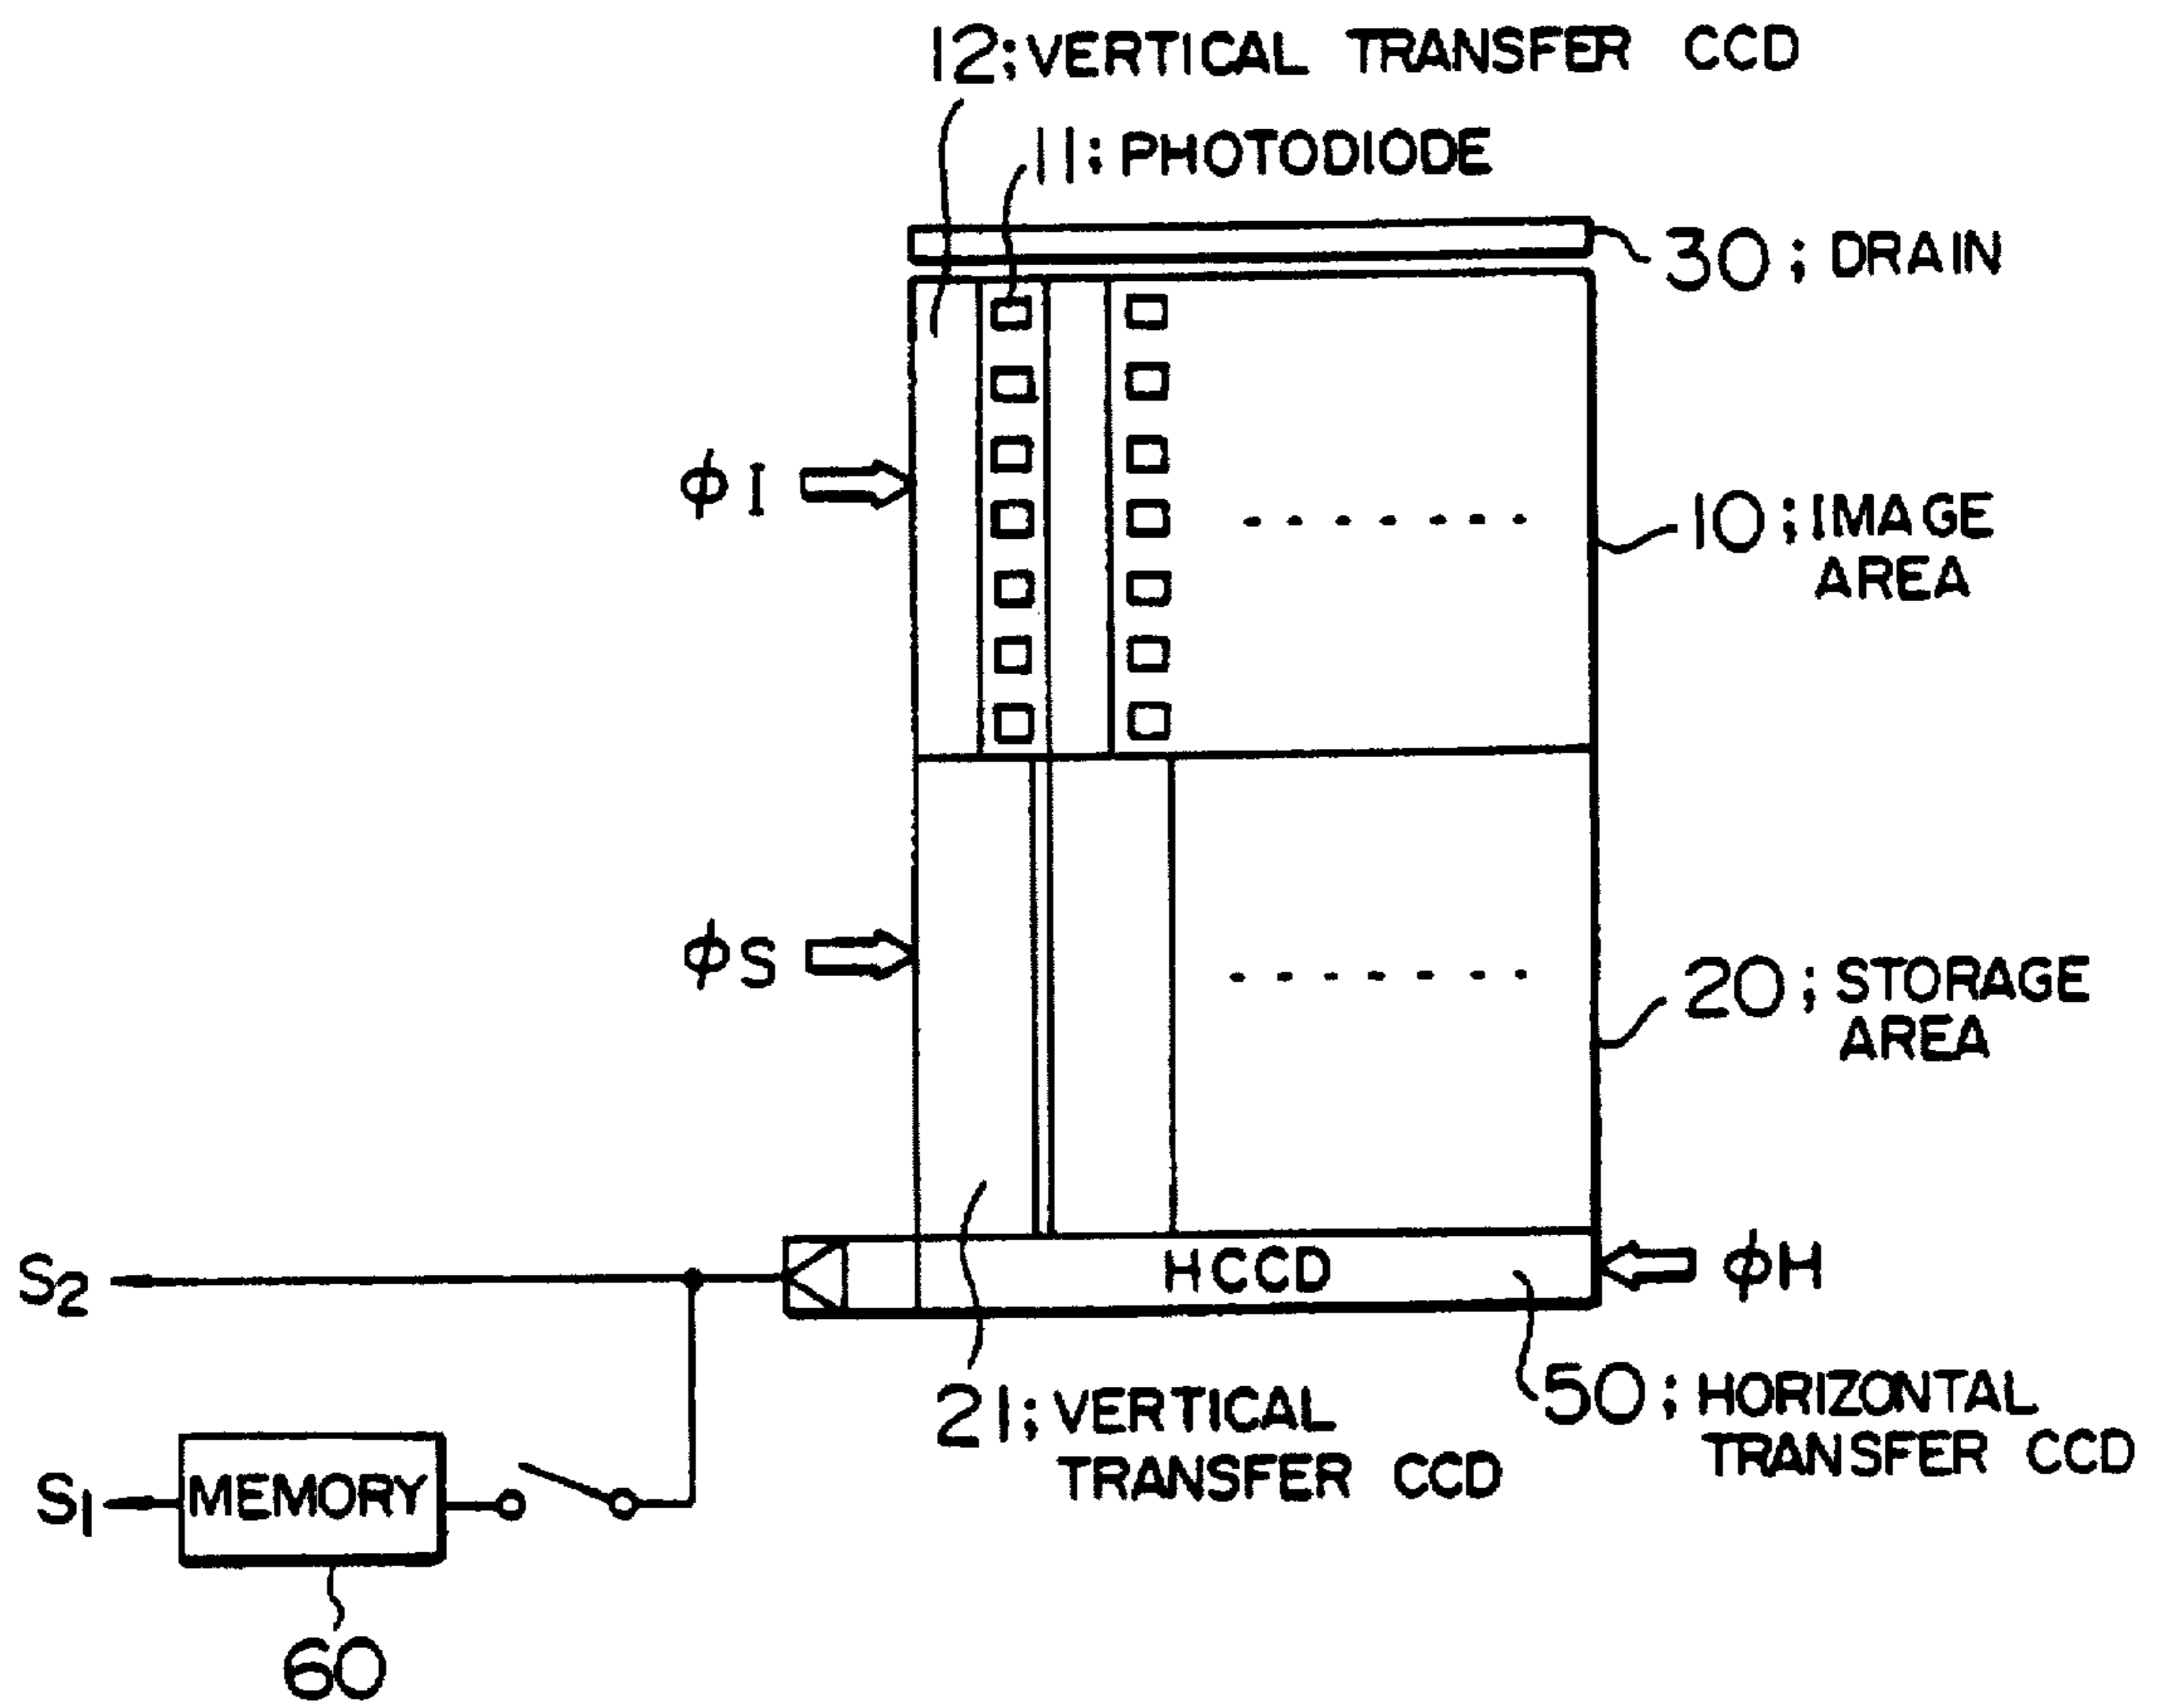 12; VERTICAL TRANSFER CCD
11: PHOTODIODE
30; DRAIN
φI
10; IMAGE
AREA
φS
20; STORAGE
AREA
S2
HCCD
φH
21; VERTICAL
TRANSFER CCD
50; HORIZONTAL
TRANSFER CCD
S1
MEMORY
60